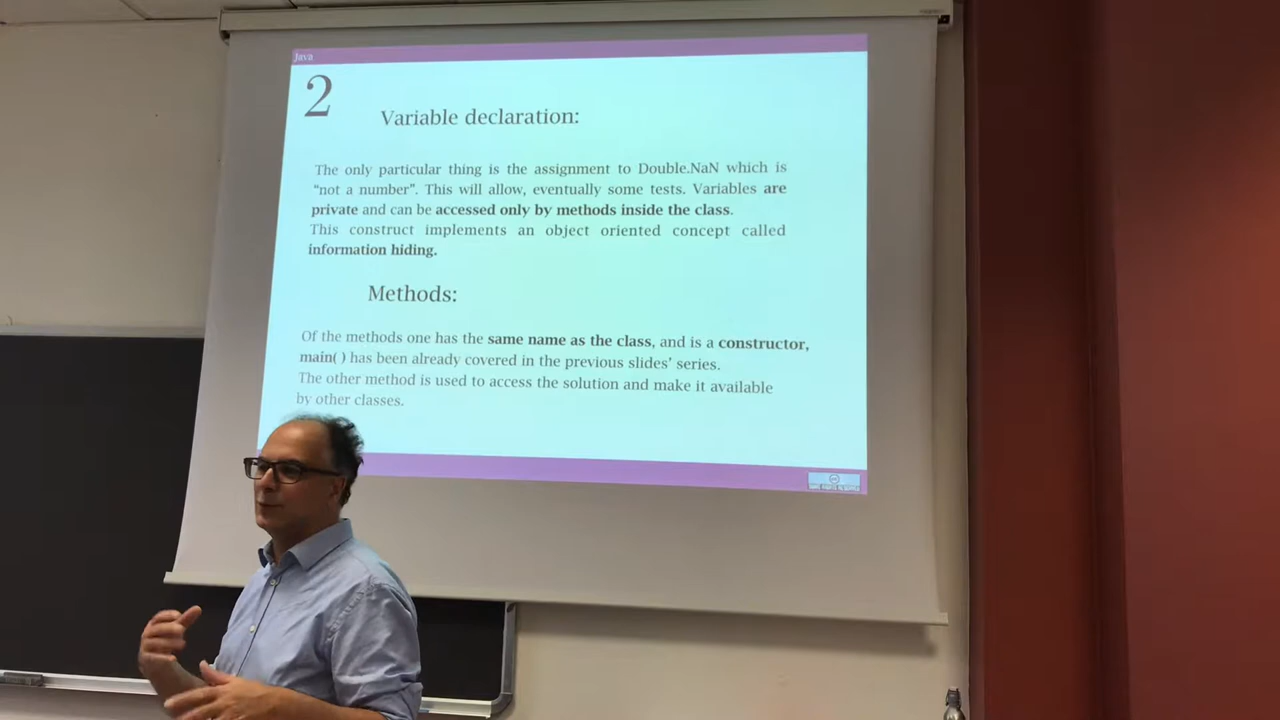 Java
2
Variable declaration:
The only particular thing is the assignment to Double.NaN which is
“not a number”. This will allow, eventually some tests. Variables are
private and can be accessed only by methods inside the class.
This construct implements an object oriented concept called
information hiding.
Methods:
Of the methods one has the same name as the class, and is a constructor,
main( ) has been already covered in the previous slides’ series.
The other method is used to access the solution and make it available
by other classes.